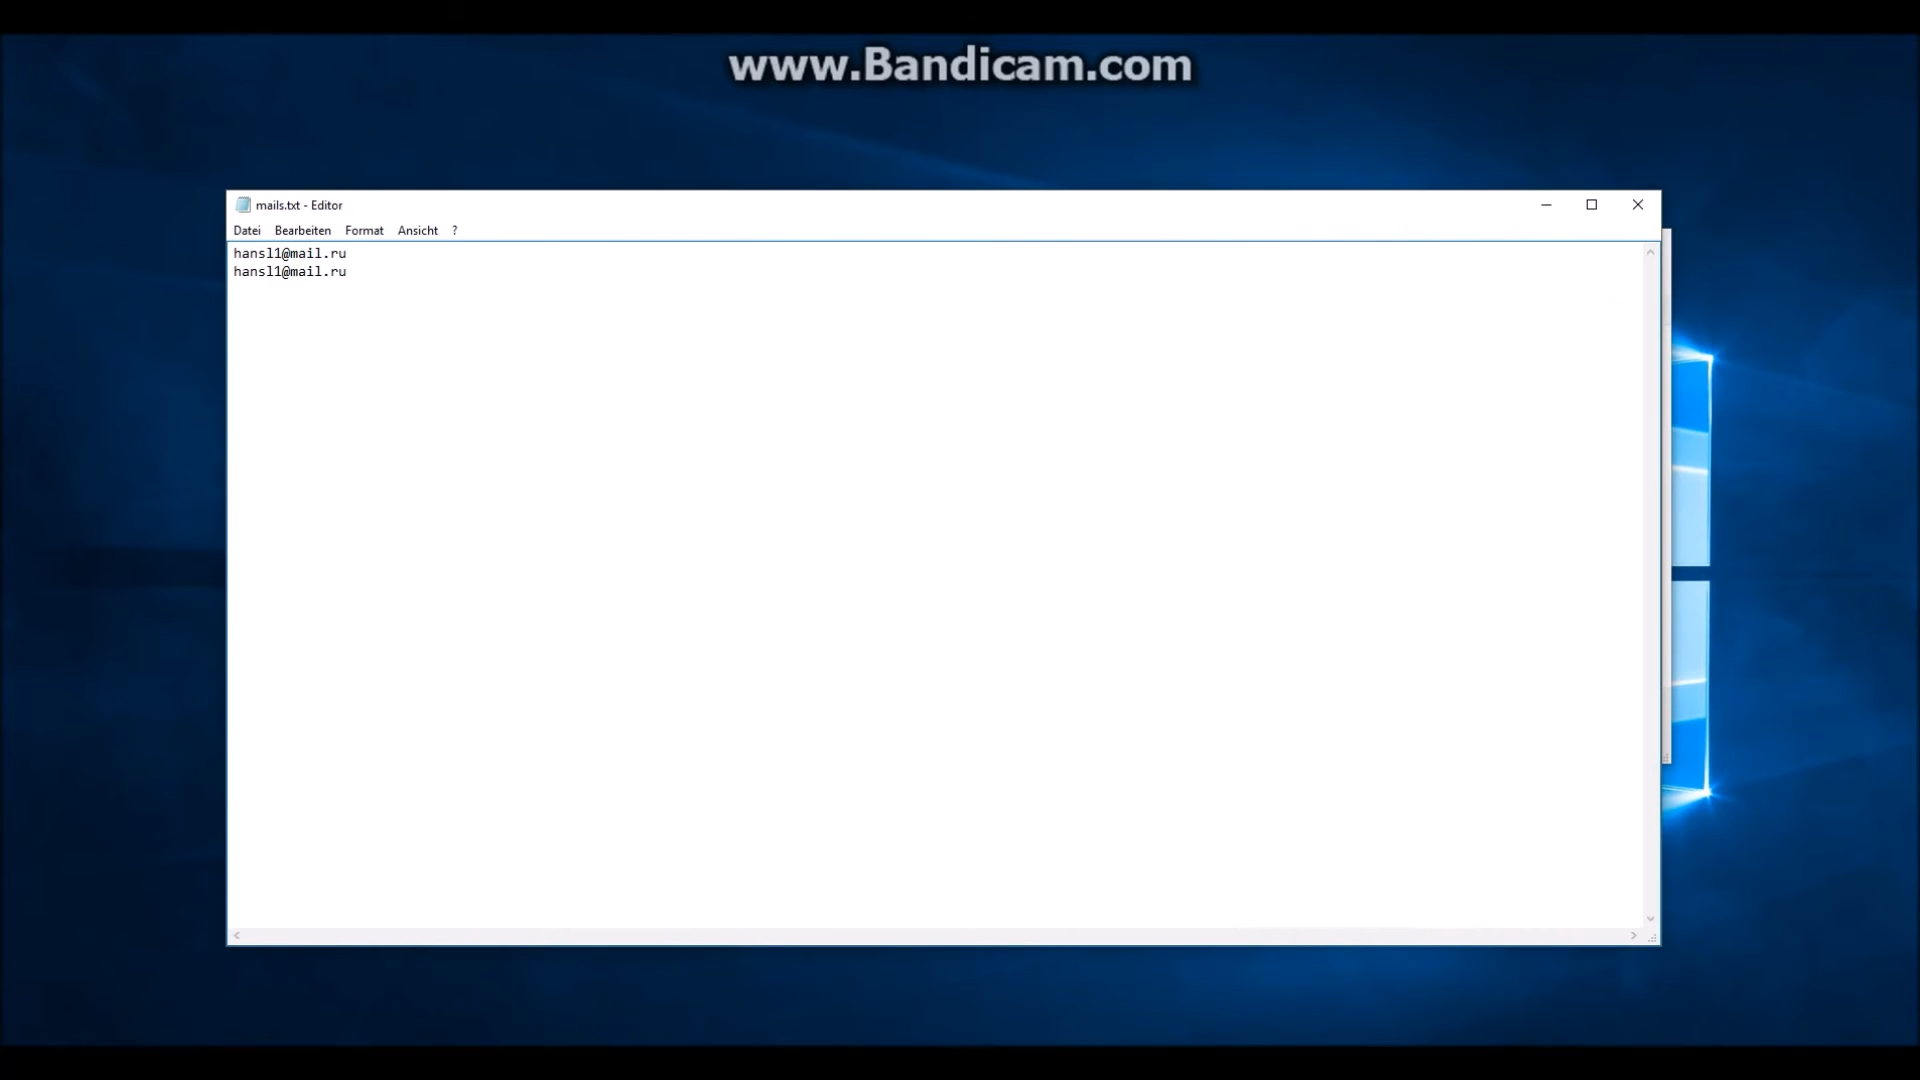 www.Bandicam.com
mails.txt - Editor
Datei Bearbeiten Format Ansicht ?
hansl1@mail.ru
hansl1@mail.ru